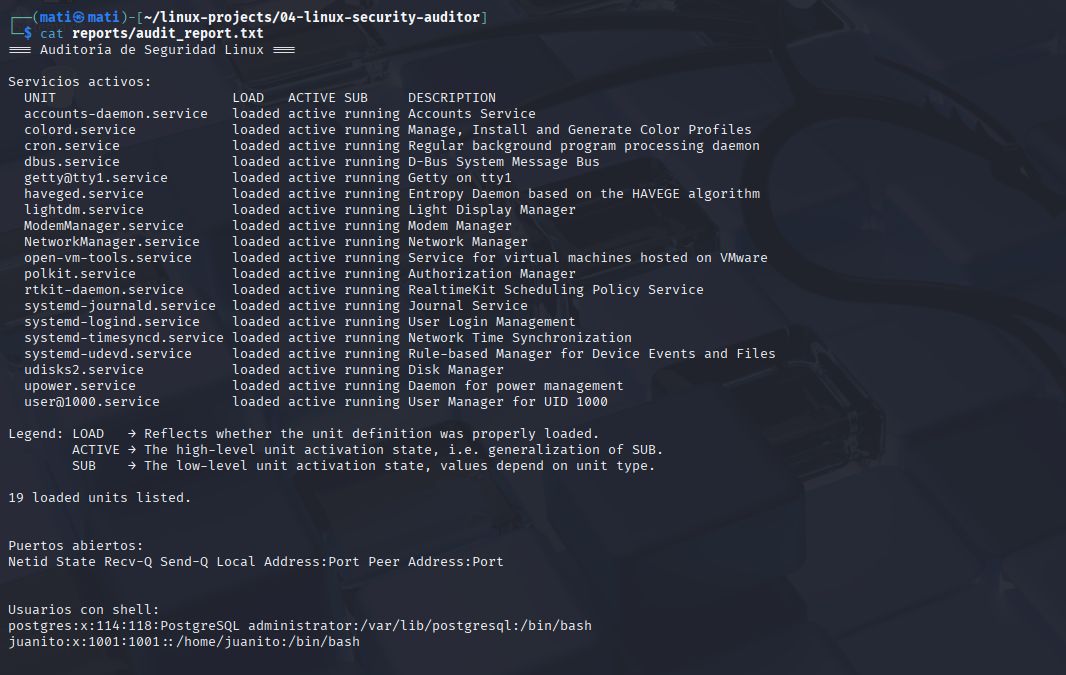 ┌──(mati㉿mati)-[~/linux-projects/04-linux-security-auditor]
└─$ cat reports/audit_report.txt
=== Auditoría de Seguridad Linux ===

Servicios activos:
  UNIT                      LOAD   ACTIVE SUB     DESCRIPTION
  accounts-daemon.service   loaded active running Accounts Service
  colord.service            loaded active running Manage, Install and Generate Color Profiles
  cron.service              loaded active running Regular background program processing daemon
  dbus.service              loaded active running D-Bus System Message Bus
  getty@tty1.service        loaded active running Getty on tty1
  haveged.service           loaded active running Entropy Daemon based on the HAVEGE algorithm
  lightdm.service           loaded active running Light Display Manager
  ModemManager.service      loaded active running Modem Manager
  NetworkManager.service    loaded active running Network Manager
  open-vm-tools.service     loaded active running Service for virtual machines hosted on VMware
  polkit.service            loaded active running Authorization Manager
  rtkit-daemon.service      loaded active running RealtimeKit Scheduling Policy Service
  systemd-journald.service  loaded active running Journal Service
  systemd-logind.service    loaded active running User Login Management
  systemd-timesyncd.service loaded active running Network Time Synchronization
  systemd-udevd.service     loaded active running Rule-based Manager for Device Events and Files
  udisks2.service           loaded active running Disk Manager
  upower.service            loaded active running Daemon for power management
  user@1000.service         loaded active running User Manager for UID 1000

Legend: LOAD   → Reflects whether the unit definition was properly loaded.
        ACTIVE → The high-level unit activation state, i.e. generalization of SUB.
        SUB    → The low-level unit activation state, values depend on unit type.

19 loaded units listed.

Puertos abiertos:
Netid State Recv-Q Send-Q Local Address:Port Peer Address:Port

Usuarios con shell:
postgres:x:114:118:PostgreSQL administrator:/var/lib/postgresql:/bin/bash
juanito:x:1001:1001::/home/juanito:/bin/bash